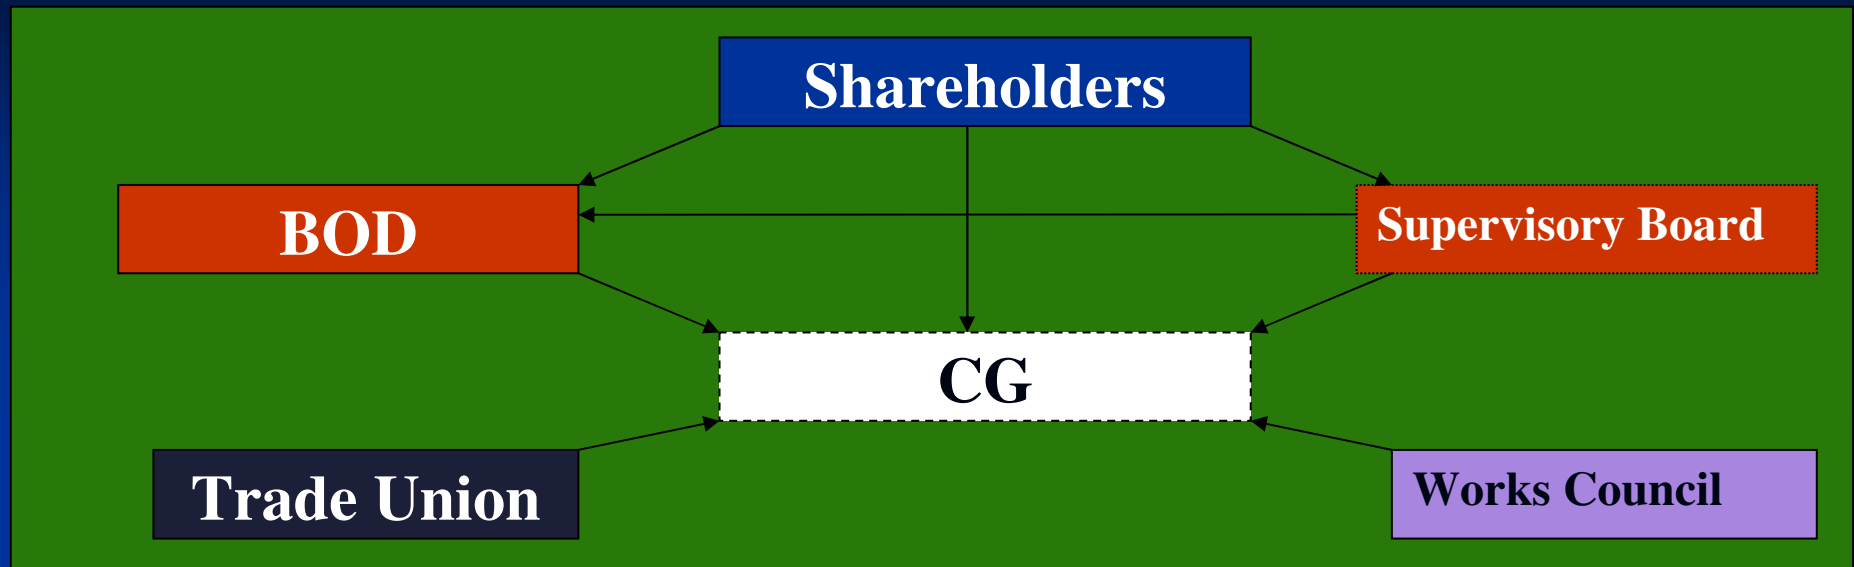 Shareholders
BOD
Supervisory Board
CG
Trade Union
Works Council